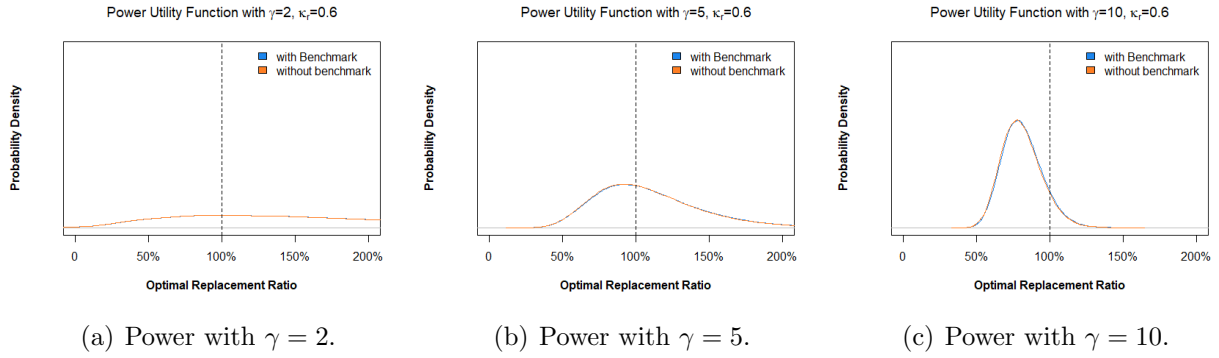 Power Utility Function with γ=2, κr=0.6
with Benchmark
without benchmark
Probability Density
0 50% 100% 150% 200%
Optimal Replacement Ratio
(a) Power with γ = 2.
Power Utility Function with γ=5, κr=0.6
with Benchmark
without benchmark
Probability Density
0 50% 100% 150% 200%
Optimal Replacement Ratio
(b) Power with γ = 5.
Power Utility Function with γ=10, κr=0.6
with Benchmark
without benchmark
Probability Density
0 50% 100% 150% 200%
Optimal Replacement Ratio
(c) Power with γ = 10.